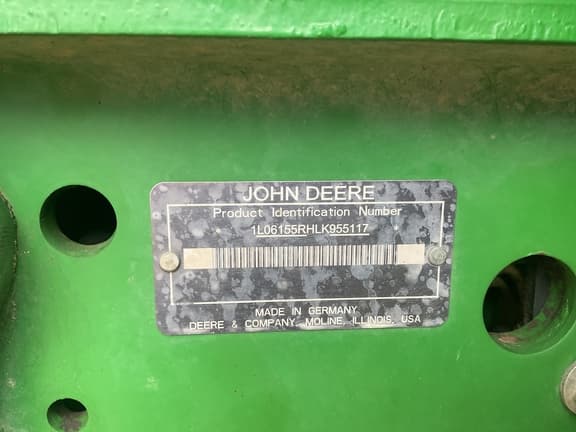 JOHN DEERE
Product Identification Number
1L06155RHLK955117
MADE IN GERMANY
DEERE & COMPANY, MOLINE, ILLINOIS, USA